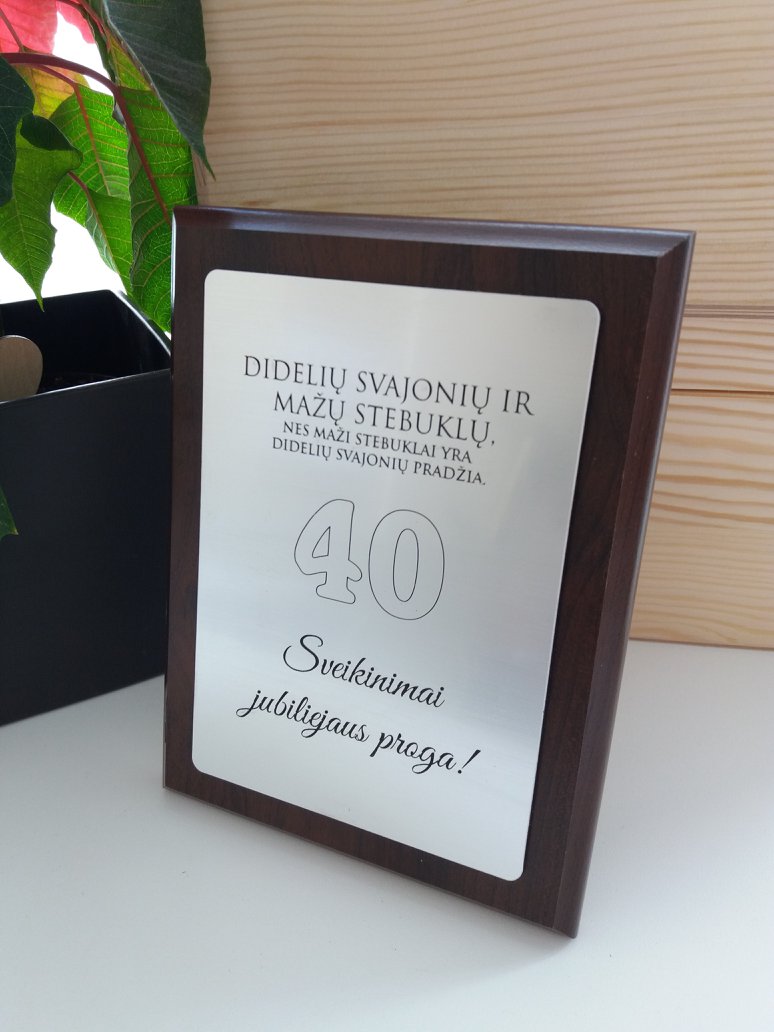 DIDELIŲ SVAJONIŲ IR
MAŽŲ STEBUKLŲ,
NES MAŽI STEBUKLAI YRA
DIDELIŲ SVAJONIŲ PRADŽIA.
40
Sveikinimai
jubiliejaus proga!